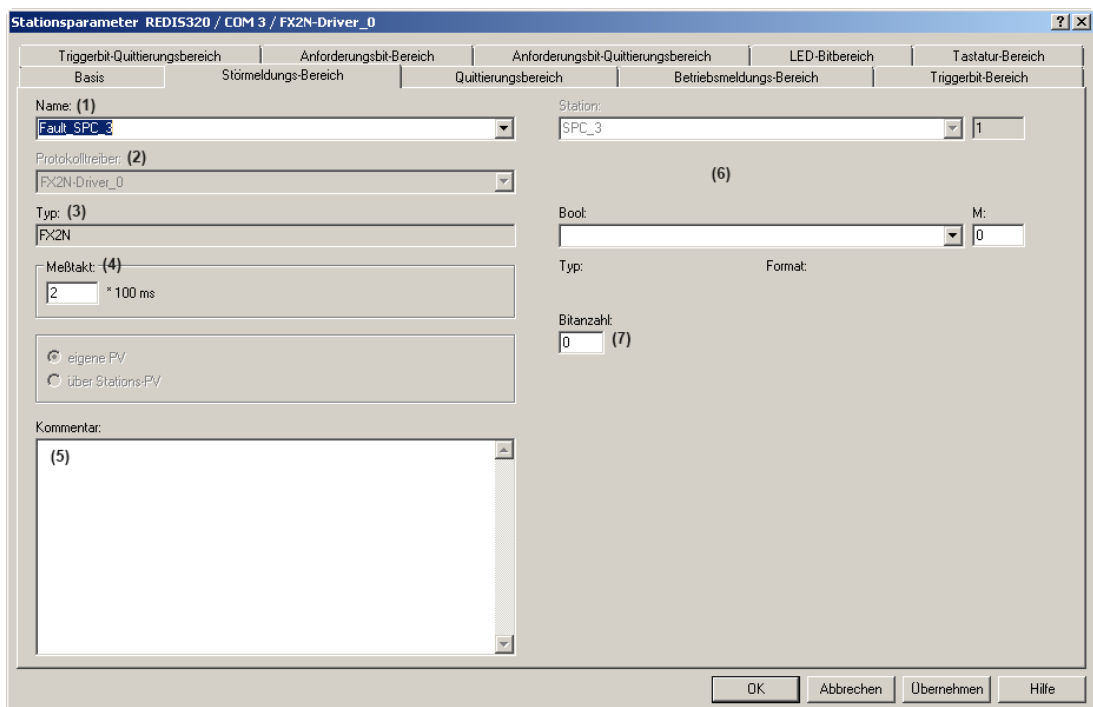 Stationsparameter REDIS320 / COM 3 / FX2N-Driver_0
Triggerbit-Quittierungsbereich Anforderungsbit-Bereich Anforderungsbit-Quittierungsbereich LED-Bitbereich Tastatur-Bereich
Basis Störmeldungs-Bereich Quittierungsbereich Betriebsmeldungs-Bereich Triggerbit-Bereich
Name: (1)
Fault_SPC_3
Protokolltreiber: (2)
FX2N-Driver_0
Typ: (3)
FX2N
Meßtakt: (4)
2 * 100 ms
eigene PV
über Stations-PV
Kommentar:
(5)
Station:
SPC_3 1
(6)
Bool: M:
0
Typ: Format:
Bitanzahl:
0 (7)
OK Abbrechen Übernehmen Hilfe